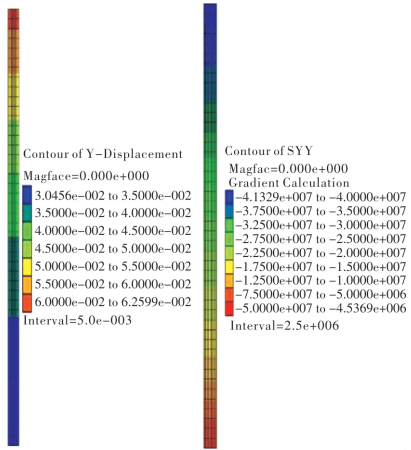 Contour of Y-Displacement
Magface=0.000e+000
3.0456e-002 to 3.5000e-002
3.5000e-002 to 4.0000e-002
4.0000e-002 to 4.5000e-002
4.5000e-002 to 5.0000e-002
5.0000e-002 to 5.5000e-002
5.5000e-002 to 6.0000e-002
6.0000e-002 to 6.2599e-002
Interval=5.0e-003
Contour of SYY
Magfac=0.000e+000
Gradient Calculation
-4.1329e+007 to -4.0000e+007
-3.7500e+007 to -3.5000e+007
-3.2500e+007 to -3.0000e+007
-2.7500e+007 to -2.5000e+007
-2.2500e+007 to -2.0000e+007
-1.7500e+007 to -1.5000e+007
-1.2500e+007 to -1.0000e+007
-7.5000e+007 to -5.0000e+006
-5.0000e+007 to -4.5369e+006
Interval=2.5e+006